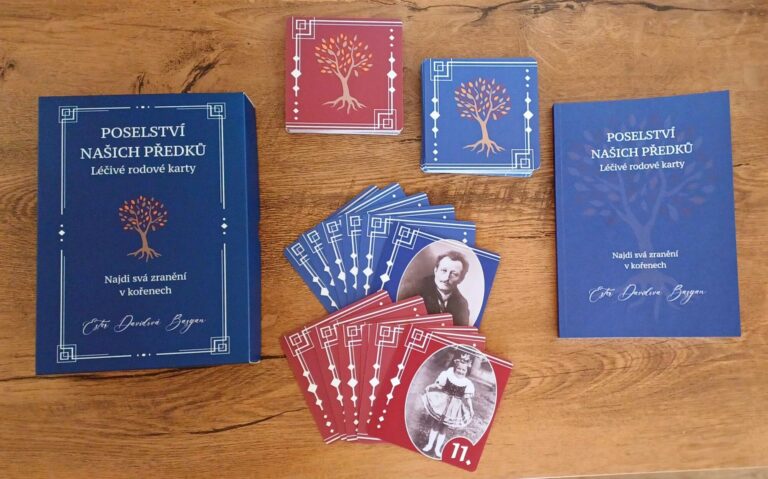 POSELSTVÍ
NAŠICH PŘEDKŮ
Léčivé rodové karty
Najdi svá zranění
v kořenech
Ester Davidová Bazgan
POSELSTVÍ
NAŠICH PŘEDKŮ
Léčivé rodové karty
Najdi svá zranění
v kořenech
Ester Davidová Bazgan
11.